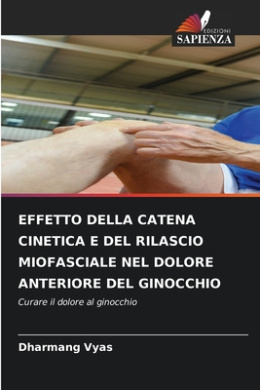 EDIZIONI
SAPIENZA
EFFETTO DELLA CATENA
CINETICA E DEL RILASCIO
MIOFASCIALE NEL DOLORE
ANTERIORE DEL GINOCCHIO
Curare il dolore al ginocchio
Dharmang Vyas